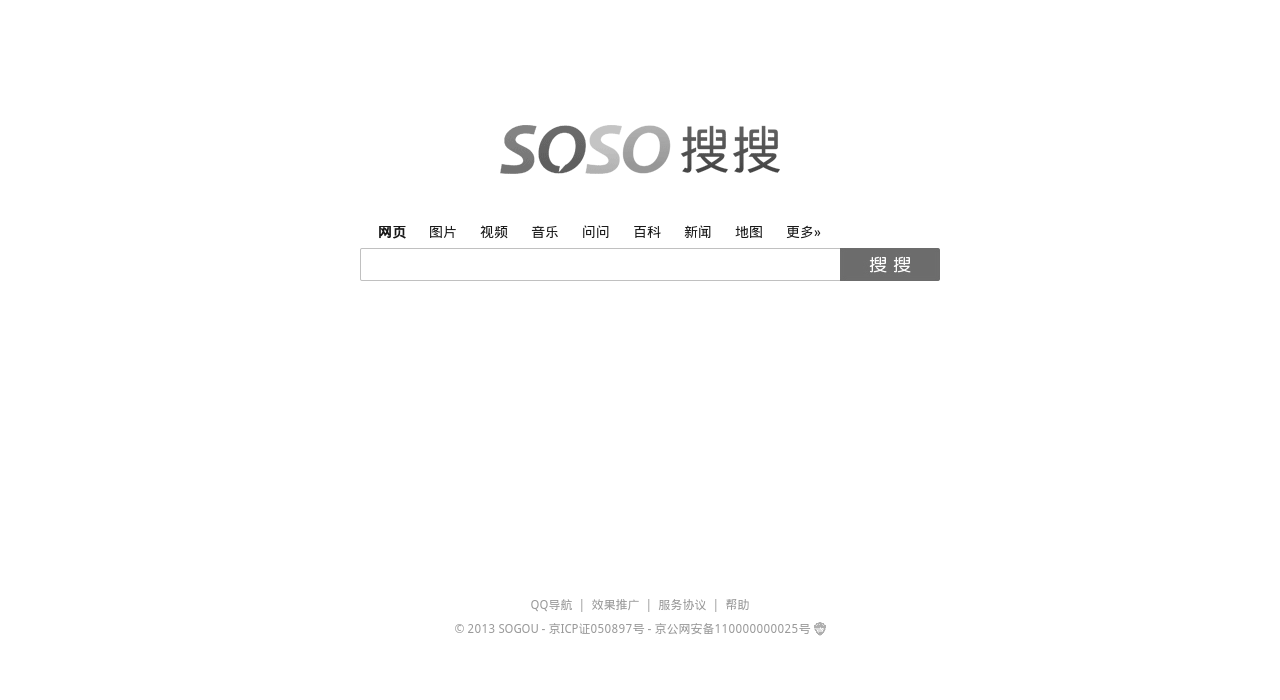 SOSO 搜搜
网页 图片 视频 音乐 问问 百科 新闻 地图 更多»
搜 搜
QQ导航 | 效果推广 | 服务协议 | 帮助
© 2013 SOGOU - 京ICP证050897号 - 京公网安备110000000025号